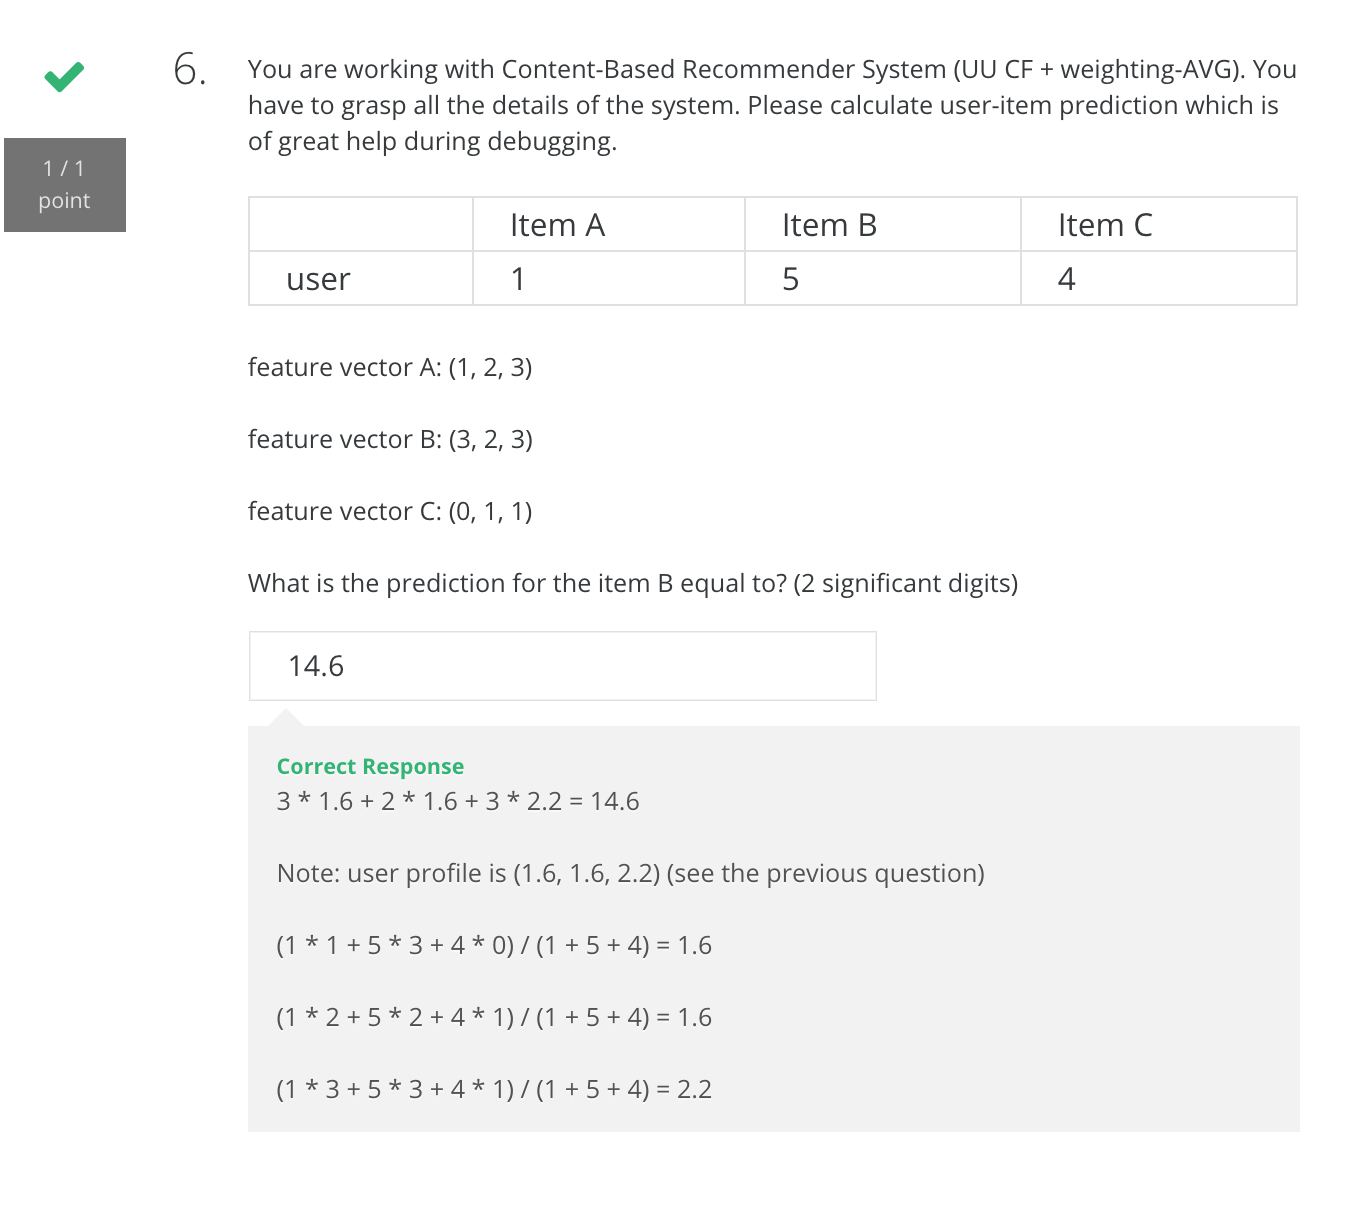 1 / 1
point
6.
You are working with Content-Based Recommender System (UU CF + weighting-AVG). You
have to grasp all the details of the system. Please calculate user-item prediction which is
of great help during debugging.
Item A Item B Item C
user 1 5 4
feature vector A: (1, 2, 3)
feature vector B: (3, 2, 3)
feature vector C: (0, 1, 1)
What is the prediction for the item B equal to? (2 significant digits)
14.6
Correct Response
3 * 1.6 + 2 * 1.6 + 3 * 2.2 = 14.6
Note: user profile is (1.6, 1.6, 2.2) (see the previous question)
(1 * 1 + 5 * 3 + 4 * 0) / (1 + 5 + 4) = 1.6
(1 * 2 + 5 * 2 + 4 * 1) / (1 + 5 + 4) = 1.6
(1 * 3 + 5 * 3 + 4 * 1) / (1 + 5 + 4) = 2.2